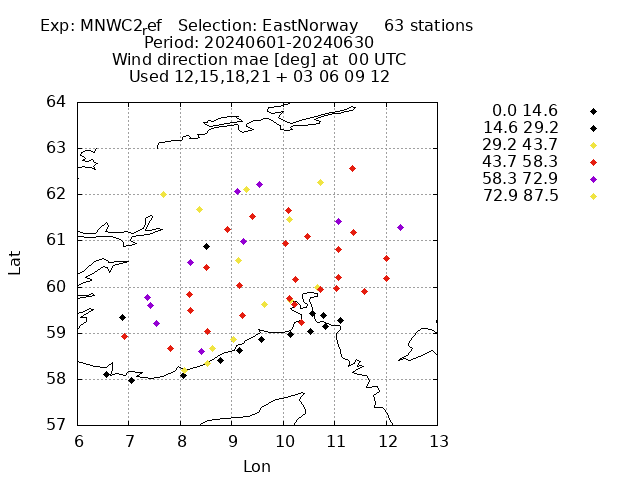 Exp: MNWC2ref   Selection: EastNorway     63 stations
Period: 20240601-20240630
Wind direction mae [deg] at  00 UTC
Used 12,15,18,21 + 03 06 09 12
0.0 14.6
14.6 29.2
29.2 43.7
43.7 58.3
58.3 72.9
72.9 87.5
64
63
62
61
60
59
58
57
Lat
6 7 8 9 10 11 12 13
Lon